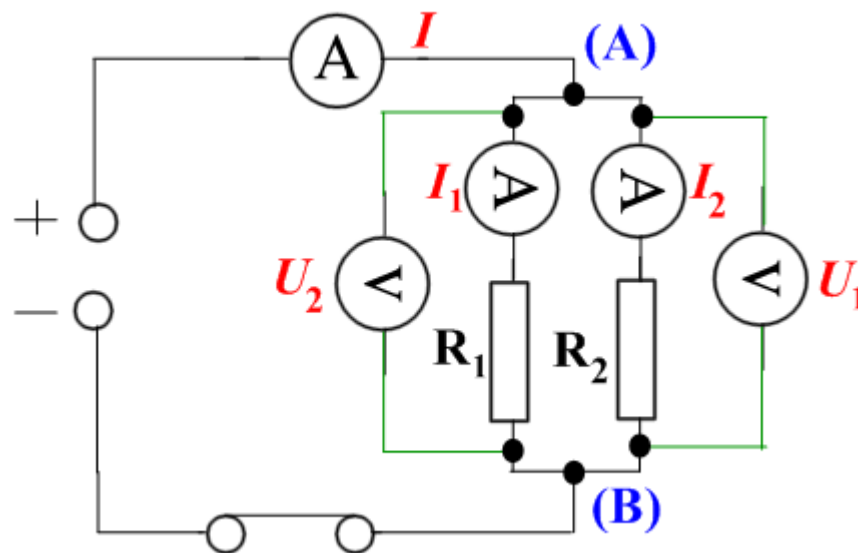 A
I
(A)
I₁
A
A
I₂
+
−
U₂
V
V
U₁
R₁
R₂
(B)